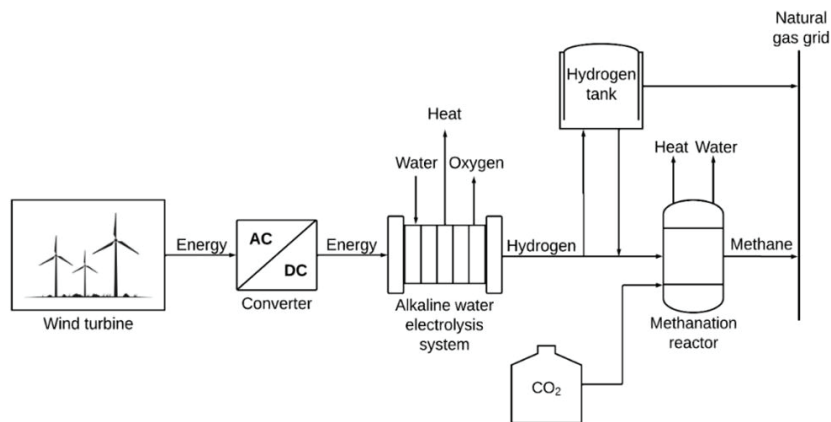 Natural
gas grid
Hydrogen
tank
Heat
Heat Water
Water Oxygen
AC
DC
Energy
Energy
Hydrogen
Methane
Converter
Wind turbine
Alkaline water
electrolysis
system
Methanation
reactor
CO₂